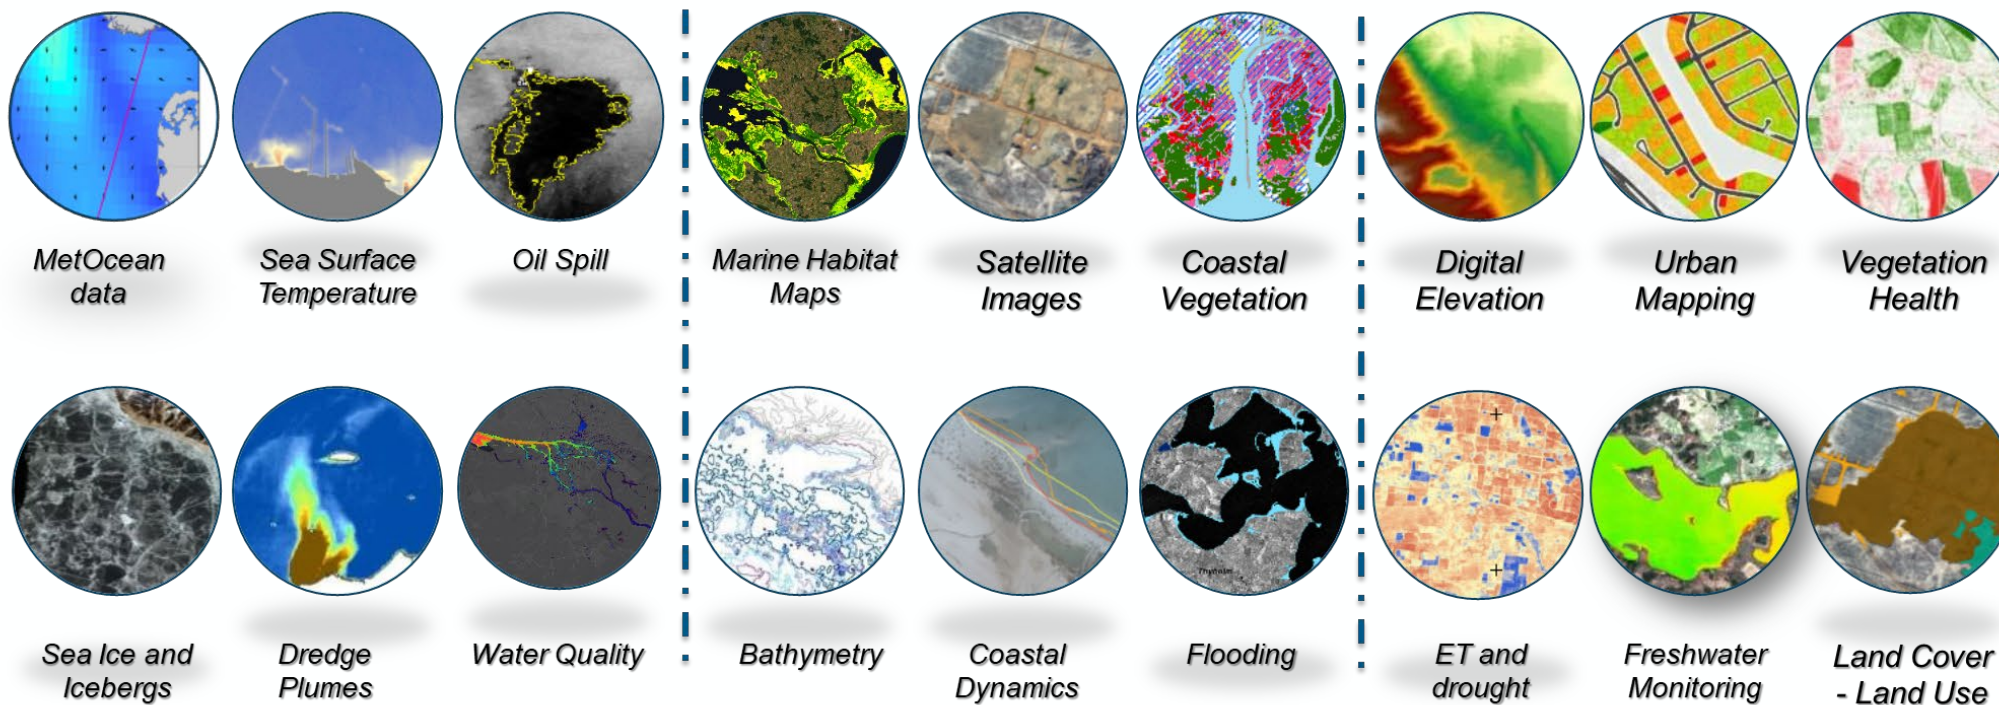 MetOcean
data
Sea Surface
Temperature
Oil Spill
Marine Habitat
Maps
Satellite
Images
Coastal
Vegetation
Digital
Elevation
Urban
Mapping
Vegetation
Health
Sea Ice and
Icebergs
Dredge
Plumes
Water Quality
Bathymetry
Coastal
Dynamics
Flooding
ET and
drought
Freshwater
Monitoring
Land Cover
- Land Use